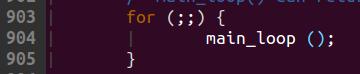 903 for (;;) {
904 main_loop ();
905 }